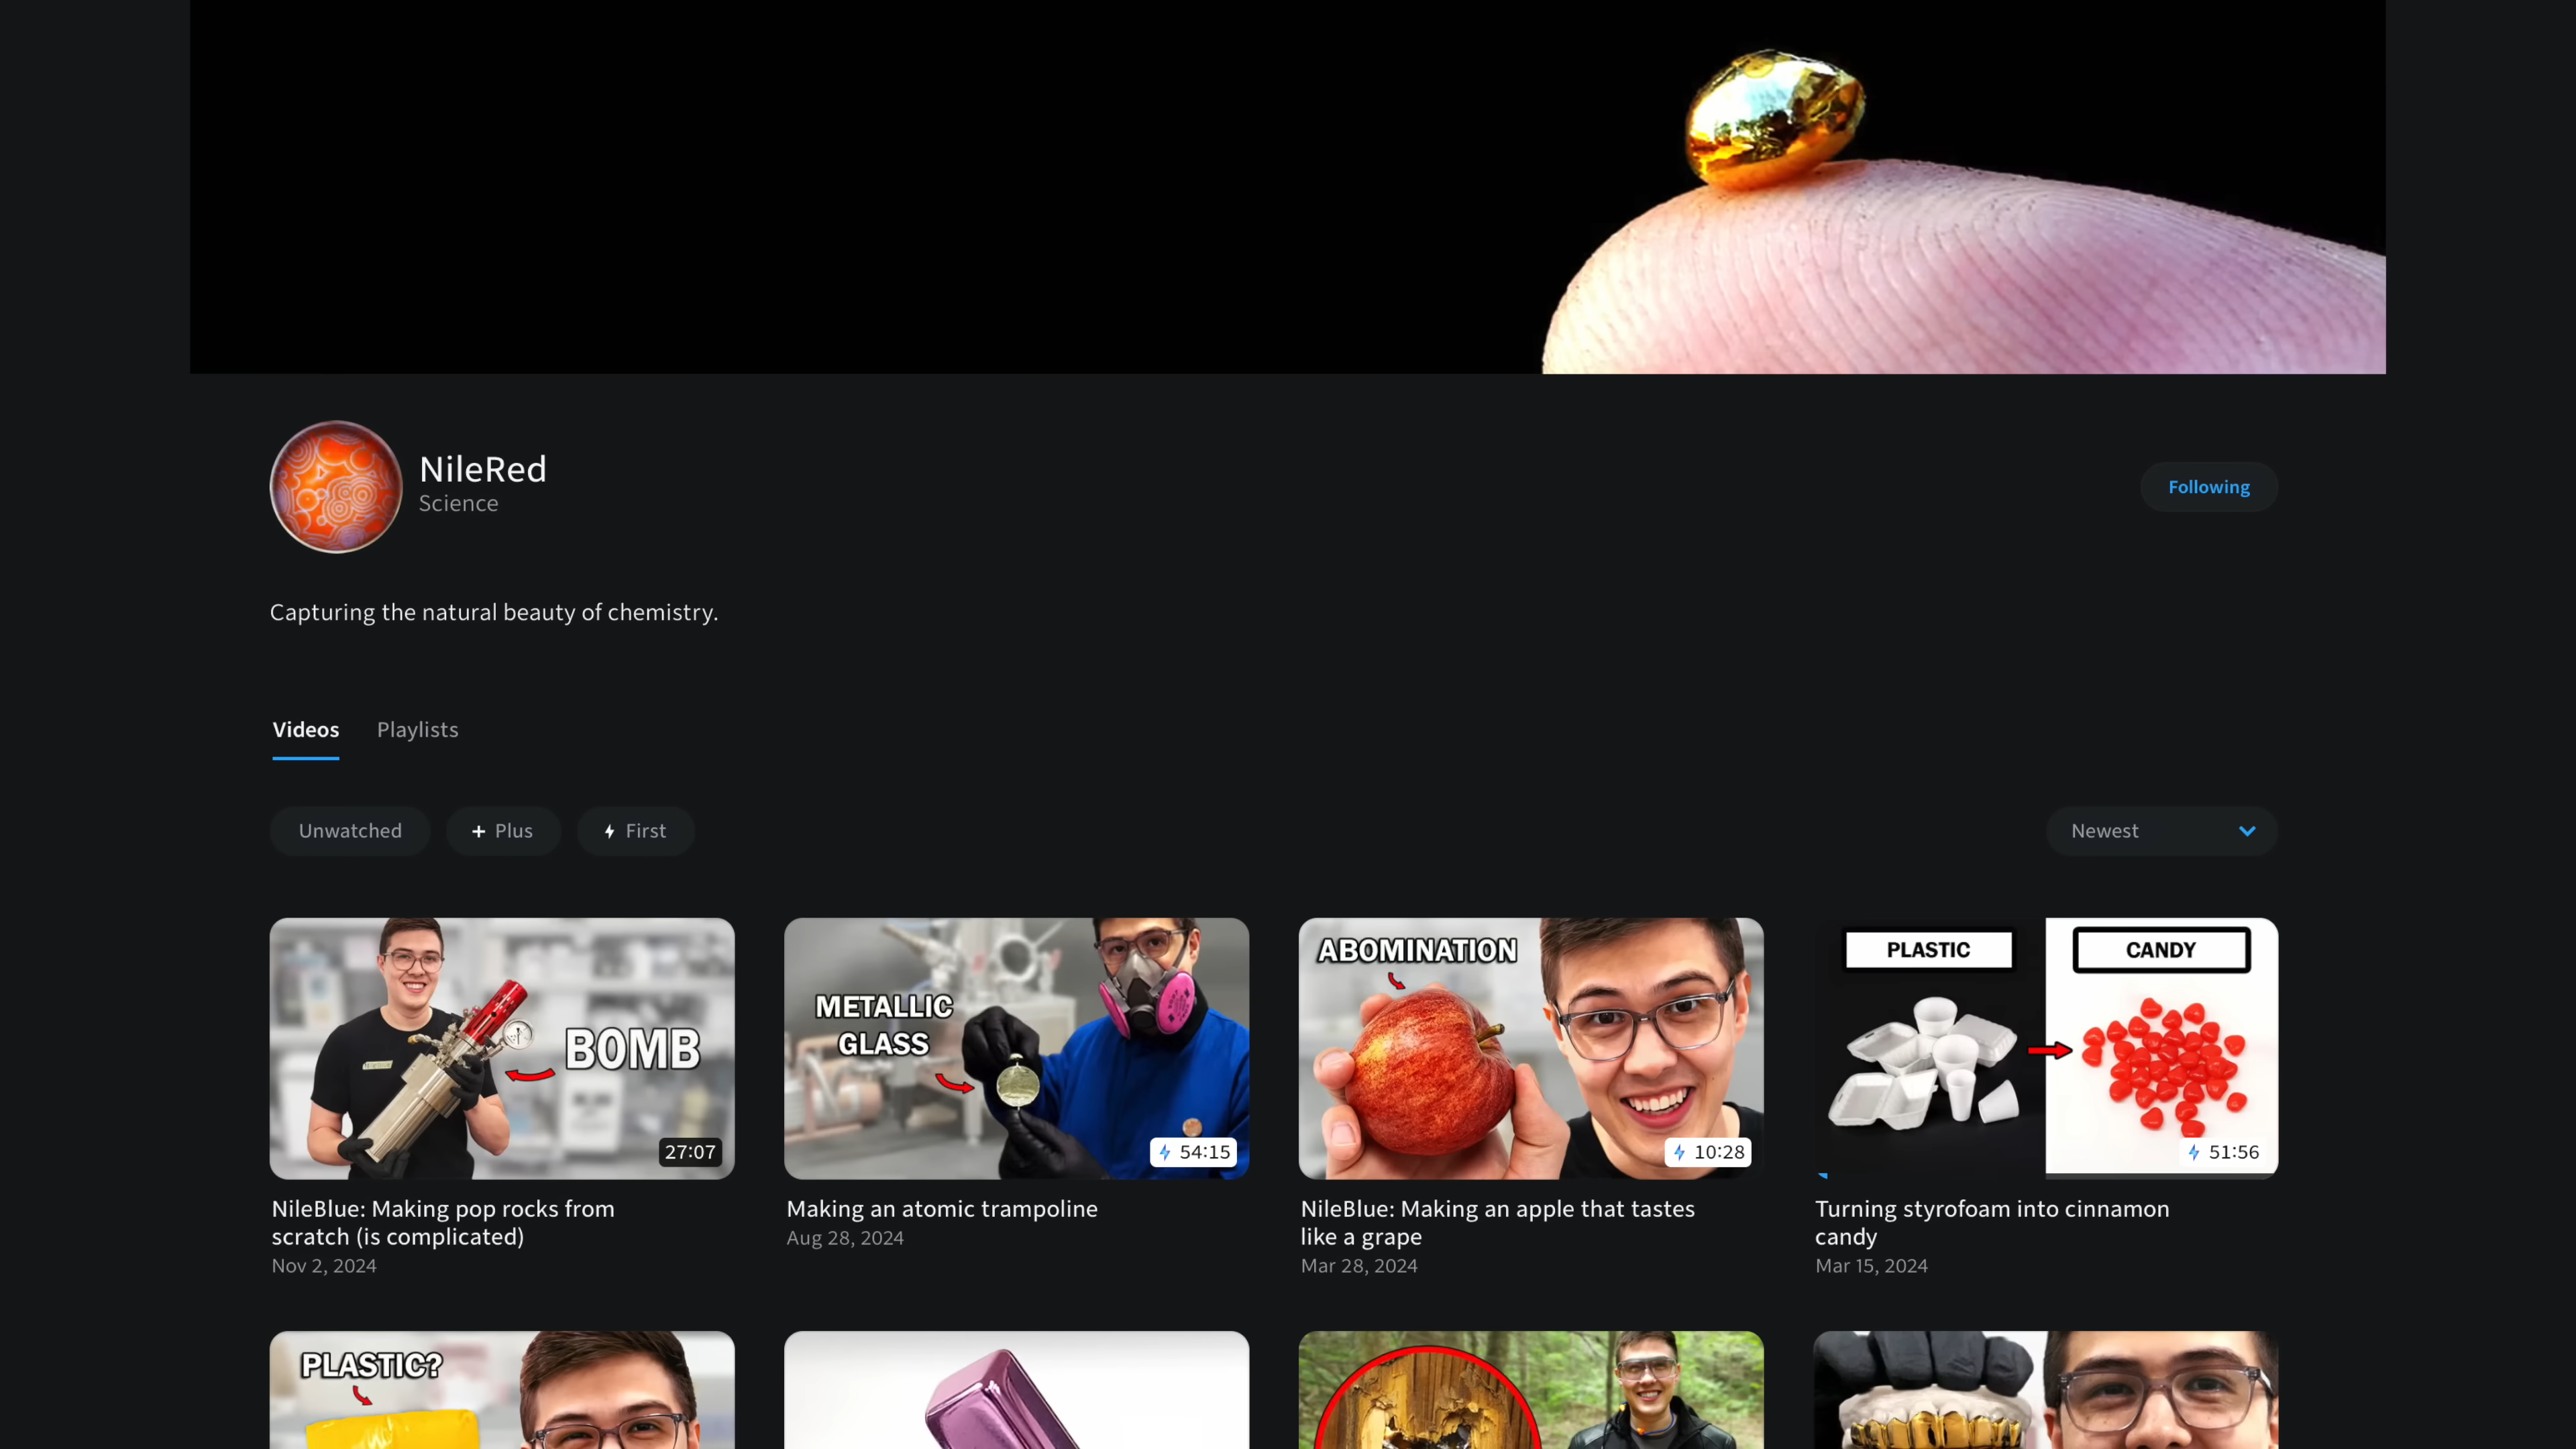 NileRed
Science
Following
Capturing the natural beauty of chemistry.
Videos
Playlists
Unwatched
Plus
First
Newest
BOMB
27:07
METALLIC
GLASS
54:15
ABOMINATION
10:28
PLASTIC
CANDY
51:56
NileBlue: Making pop rocks from
scratch (is complicated)
Nov 2, 2024
Making an atomic trampoline
Aug 28, 2024
NileBlue: Making an apple that tastes
like a grape
Mar 28, 2024
Turning styrofoam into cinnamon
candy
Mar 15, 2024
PLASTIC?